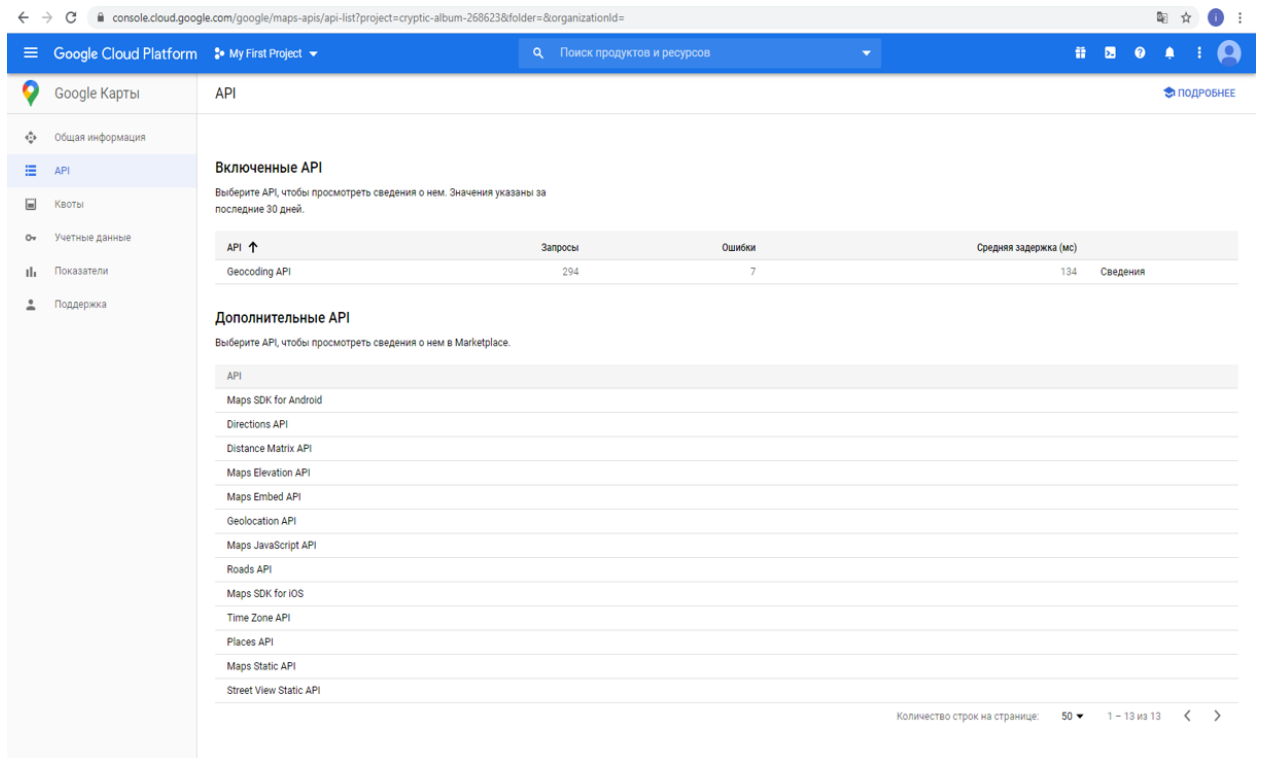 console.cloud.google.com/google/maps-apis/api-list?project=cryptic-album-268623&folder=&organizationId=
Google Cloud Platform My First Project Поиск продуктов и ресурсов
Google Карты
API
ПОДРОБНЕЕ
Общая информация
API
Квоты
Учетные данные
Показатели
Поддержка
Включенные API
Выберите API, чтобы просмотреть сведения о нем. Значения указаны за
последние 30 дней.
API Запросы Ошибки Средняя задержка (мс)
Geocoding API 294 7 134 Сведения
Дополнительные API
Выберите API, чтобы просмотреть сведения о нем в Marketplace.
API
Maps SDK for Android
Directions API
Distance Matrix API
Maps Elevation API
Maps Embed API
Geolocation API
Maps JavaScript API
Roads API
Maps SDK for iOS
Time Zone API
Places API
Maps Static API
Street View Static API
Количество строк на странице: 50 1 – 13 из 13